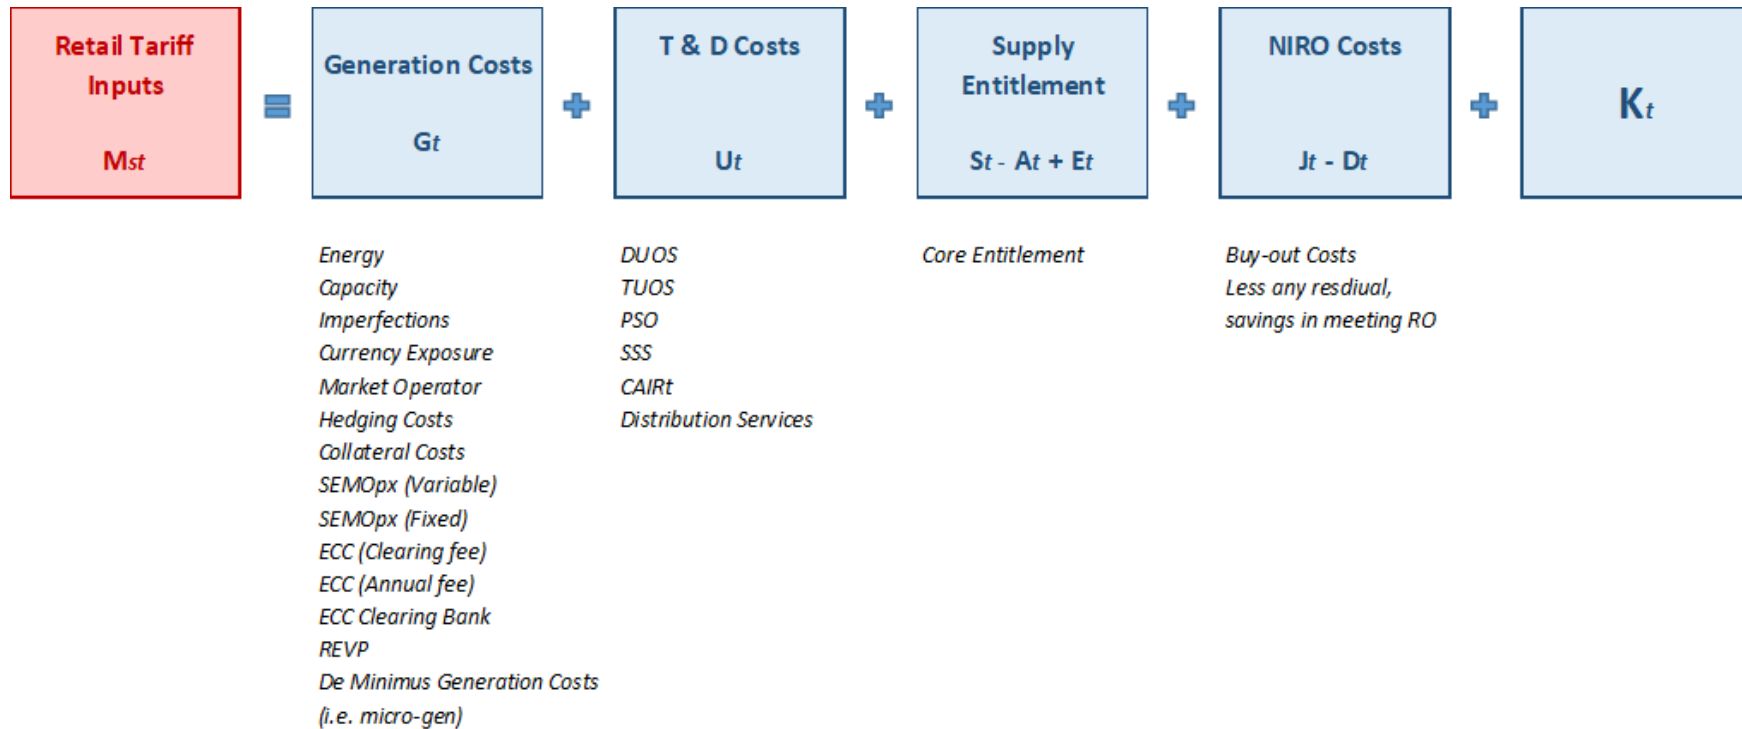 Retail Tariff
Inputs
Mst
=
Generation Costs
Gt
+
T & D Costs
Ut
+
Supply
Entitlement
St - At + Et
+
NIRO Costs
Jt - Dt
+
Kt
Energy
Capacity
Imperfections
Currency Exposure
Market Operator
Hedging Costs
Collateral Costs
SEMOpx (Variable)
SEMOpx (Fixed)
ECC (Clearing fee)
ECC (Annual fee)
ECC Clearing Bank
REVP
De Minimus Generation Costs
(i.e. micro-gen)
DUOS
TUOS
PSO
SSS
CAIRt
Distribution Services
Core Entitlement
Buy-out Costs
Less any resdiual,
savings in meeting RO